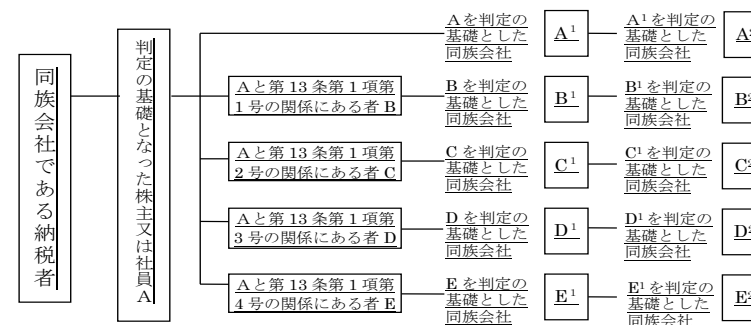 同族会社である納税者
判定の基礎となった株主又は社員A
Aを判定の
基礎とした
同族会社
A¹
A¹を判定の
基礎とした
同族会社
Aと第13条第1項第
1号の関係にある者B
Bを判定の
基礎とした
同族会社
B¹
B¹を判定の
基礎とした
同族会社
B²
Aと第13条第1項第
2号の関係にある者C
Cを判定の
基礎とした
同族会社
C¹
C¹を判定の
基礎とした
同族会社
C²
Aと第13条第1項第
3号の関係にある者D
Dを判定の
基礎とした
同族会社
D¹
D¹を判定の
基礎とした
同族会社
D²
Aと第13条第1項第
4号の関係にある者E
Eを判定の
基礎とした
同族会社
E¹
E¹を判定の
基礎とした
同族会社
E²